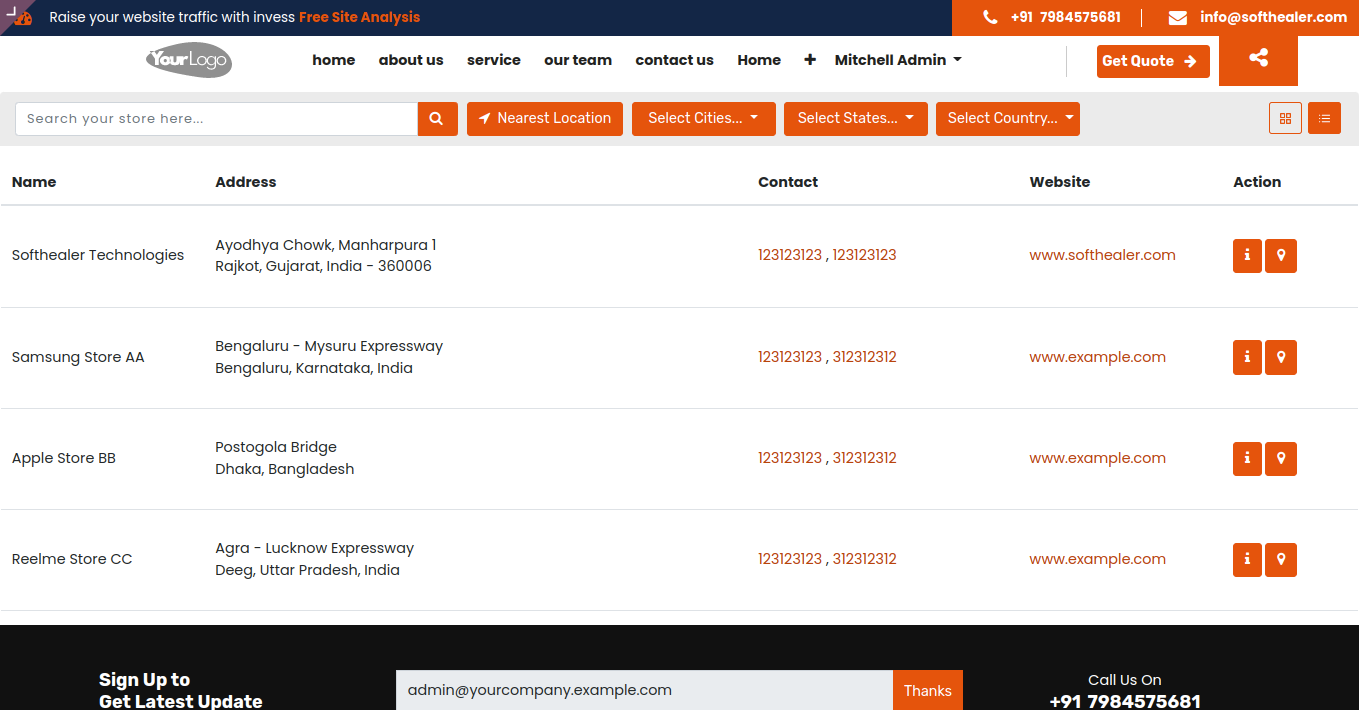 Raise your website traffic with invess Free Site Analysis
+91 7984575681
info@softhealer.com
YourLogo
home about us service our team contact us Home + Mitchell Admin
Get Quote
Search your store here...
Nearest Location
Select Cities...
Select States...
Select Country...
Name Address Contact Website Action
Softhealer Technologies
Ayodhya Chowk, Manharpura 1
Rajkot, Gujarat, India - 360006
123123123 , 123123123
www.softhealer.com
Samsung Store AA
Bengaluru - Mysuru Expressway
Bengaluru, Karnataka, India
123123123 , 312312312
www.example.com
Apple Store BB
Postogola Bridge
Dhaka, Bangladesh
123123123 , 312312312
www.example.com
Reelme Store CC
Agra - Lucknow Expressway
Deeg, Uttar Pradesh, India
123123123 , 312312312
www.example.com
Sign Up to
Get Latest Update
admin@yourcompany.example.com
Thanks
Call Us On
+91 7984575681